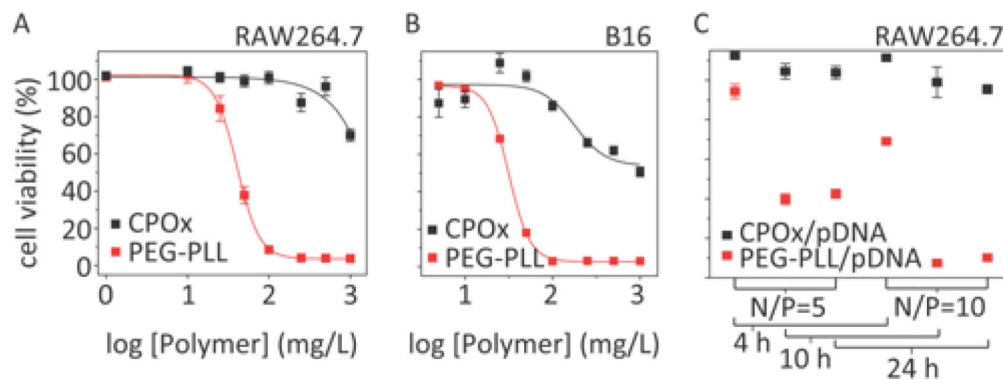 A
RAW264.7
cell viability (%)
100
80
60
40
20
0
CPOx
PEG-PLL
0
1
2
3
log [Polymer] (mg/L)
B
B16
CPOx
PEG-PLL
1
2
3
log [Polymer] (mg/L)
C
RAW264.7
CPOx/pDNA
PEG-PLL/pDNA
N/P=5
N/P=10
4 h
10 h
24 h